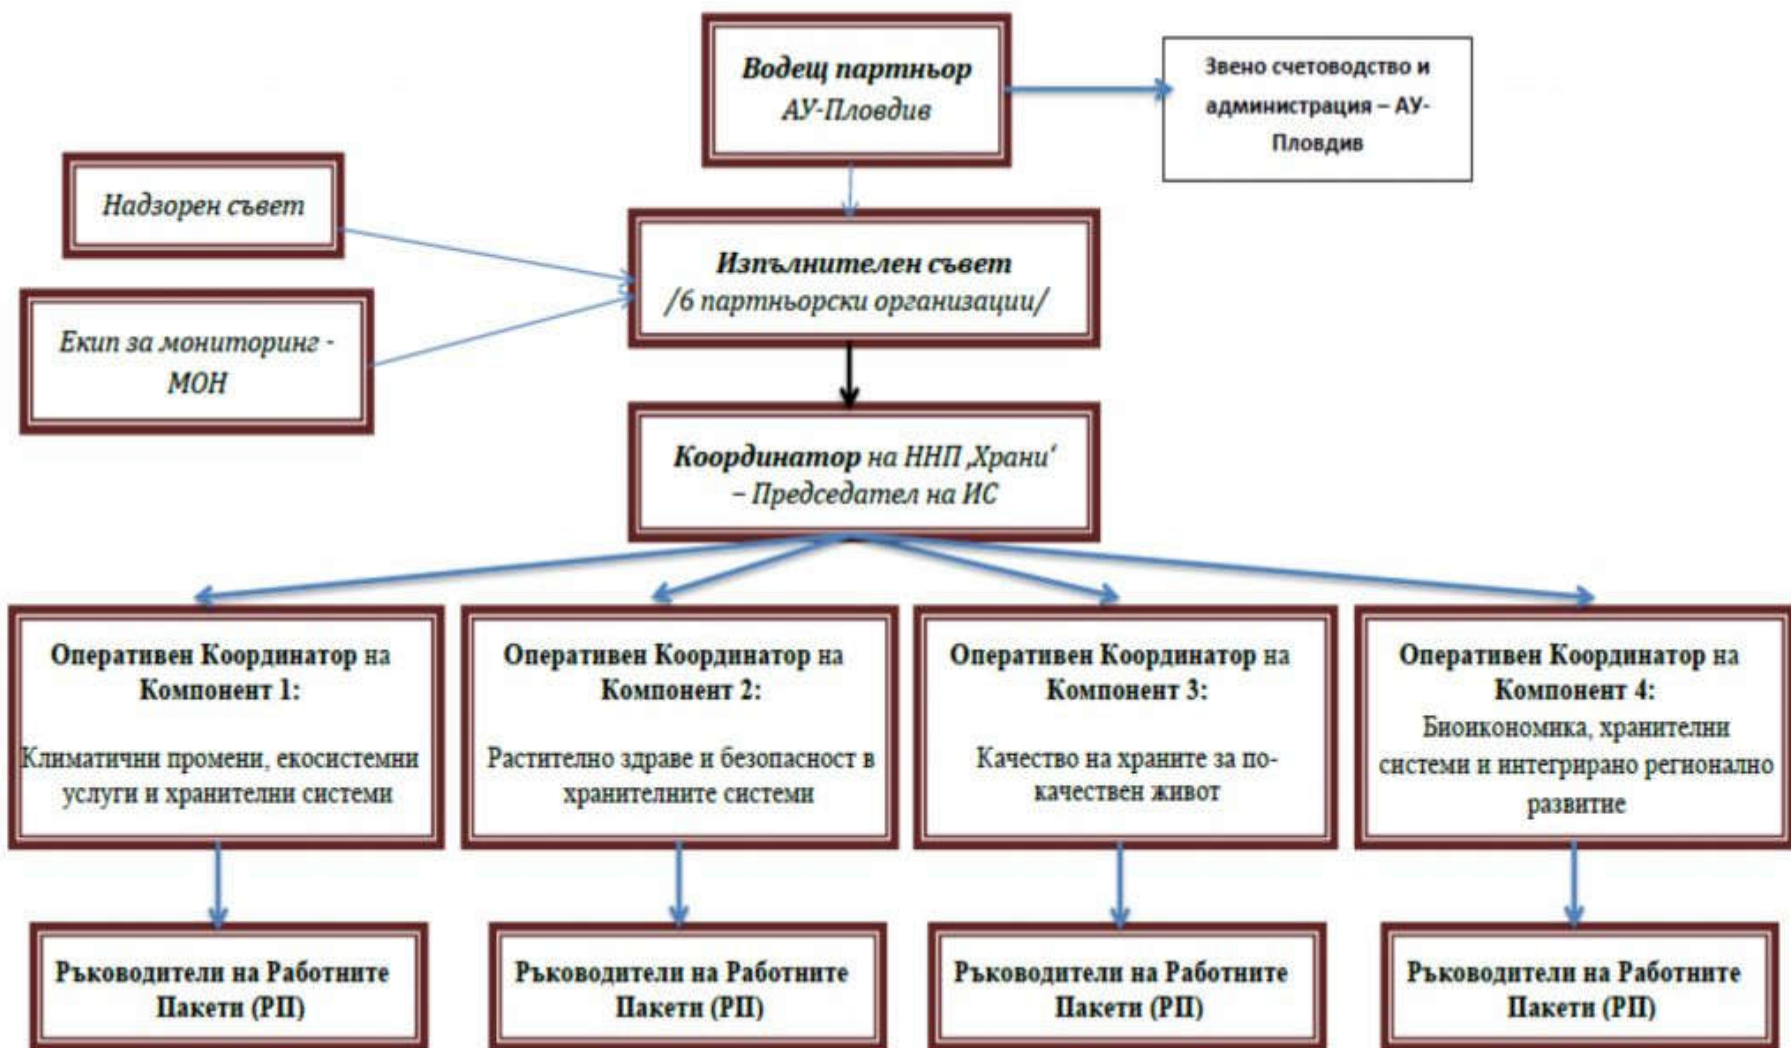 Водещ партньор
АУ-Пловдив
Звено счетоводство и
администрация – АУ-
Пловдив
Надзорен съвет
Изпълнителен съвет
/6 партньорски организации/
Екип за мониторинг -
МОН
Координатор на ННП ‚Храни‘
– Председател на ИС
Оперативен Координатор на
Компонент 1:
Климатични промени, екосистемни
услуги и хранителни системи
Оперативен Координатор на
Компонент 2:
Растително здраве и безопасност в
хранителните системи
Оперативен Координатор на
Компонент 3:
Качество на храните за по-
качествен живот
Оперативен Координатор на
Компонент 4:
Биоикономика, хранителни
системи и интегрирано регионално
развитие
Ръководители на Работните
Пакети (РП)
Ръководители на Работните
Пакети (РП)
Ръководители на Работните
Пакети (РП)
Ръководители на Работните
Пакети (РП)